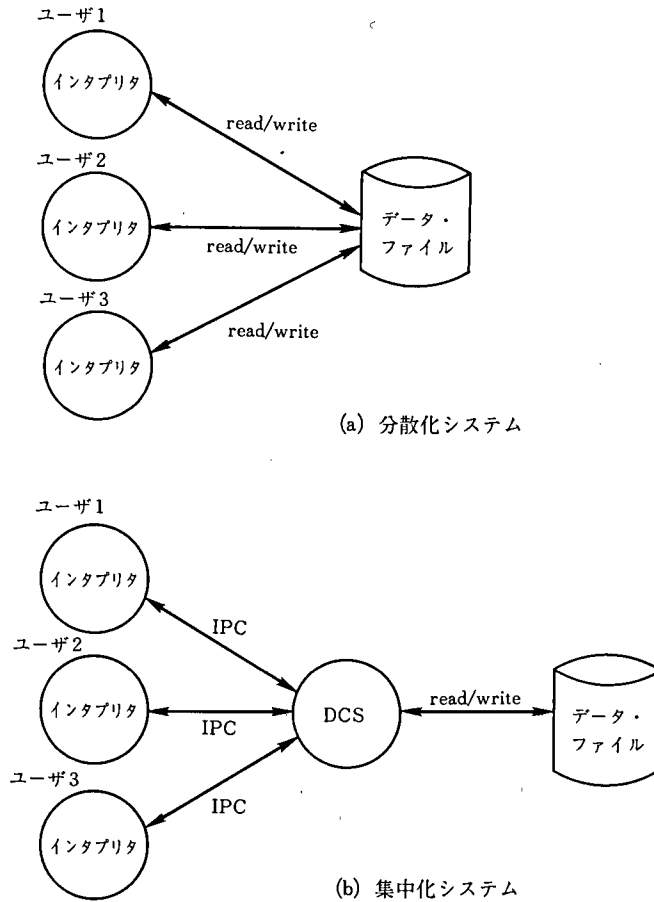 ユーザ1
インタプリタ
read/write
ユーザ2
インタプリタ
read/write
データ・
ファイル
ユーザ3
インタプリタ
read/write
(a) 分散化システム
ユーザ1
インタプリタ
IPC
ユーザ2
インタプリタ
IPC
DCS
read/write
データ・
ファイル
ユーザ3
インタプリタ
IPC
(b) 集中化システム